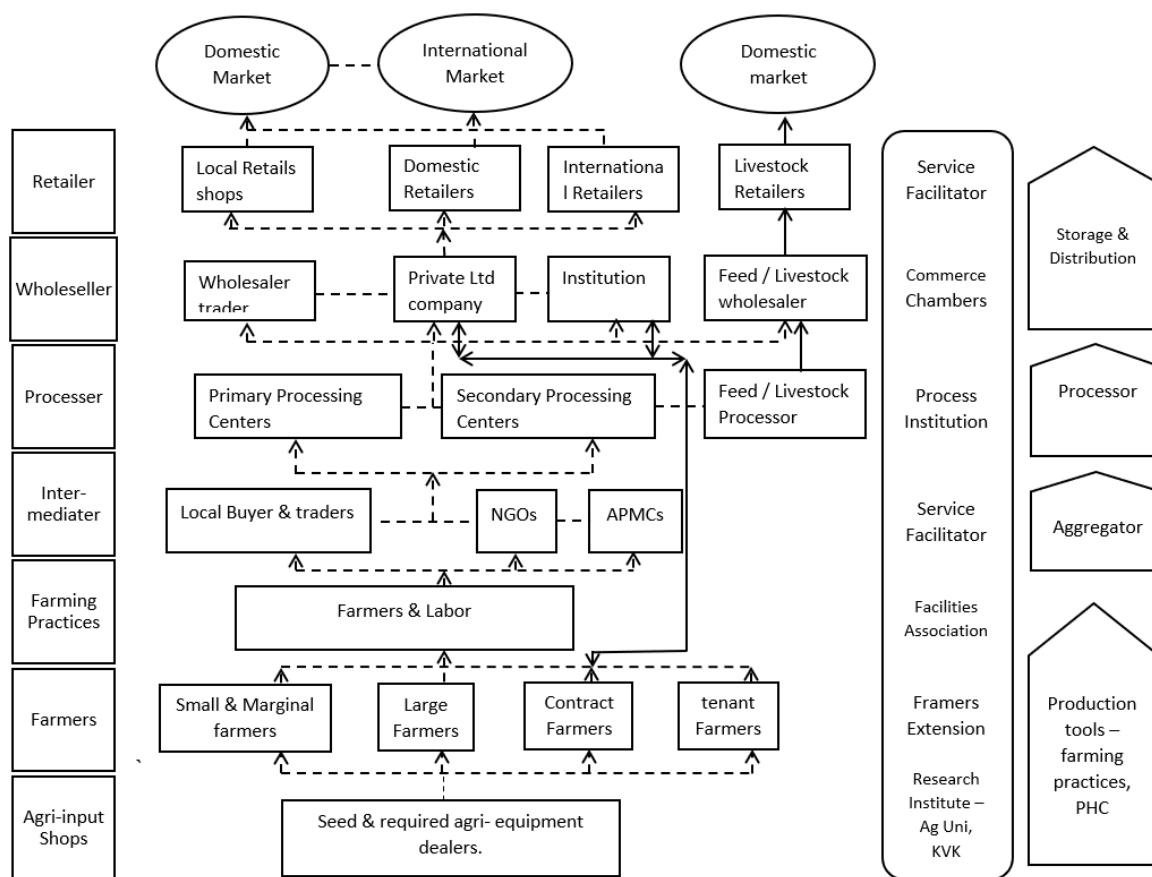 Domestic
Market
International
Market
Domestic
market
Retailer
Local Retails
shops
Domestic
Retailers
Internationa
l Retailers
Livestock
Retailers
Service
Facilitator
Storage &
Distribution
Wholeseller
Wholesaler
trader
Private Ltd
company
Institution
Feed / Livestock
wholesaler
Commerce
Chambers
Processer
Primary Processing
Centers
Secondary Processing
Centers
Feed / Livestock
Processor
Process
Institution
Processor
Inter-
mediater
Local Buyer & traders
NGOs
APMCs
Service
Facilitator
Aggregator
Farming
Practices
Farmers & Labor
Facilities
Association
Farmers
Small & Marginal
farmers
Large
Farmers
Contract
Farmers
tenant
Farmers
Framers
Extension
Production
tools –
farming
practices,
PHC
Agri-input
Shops
Seed & required agri- equipment
dealers.
Research
Institute –
Ag Uni,
KVK